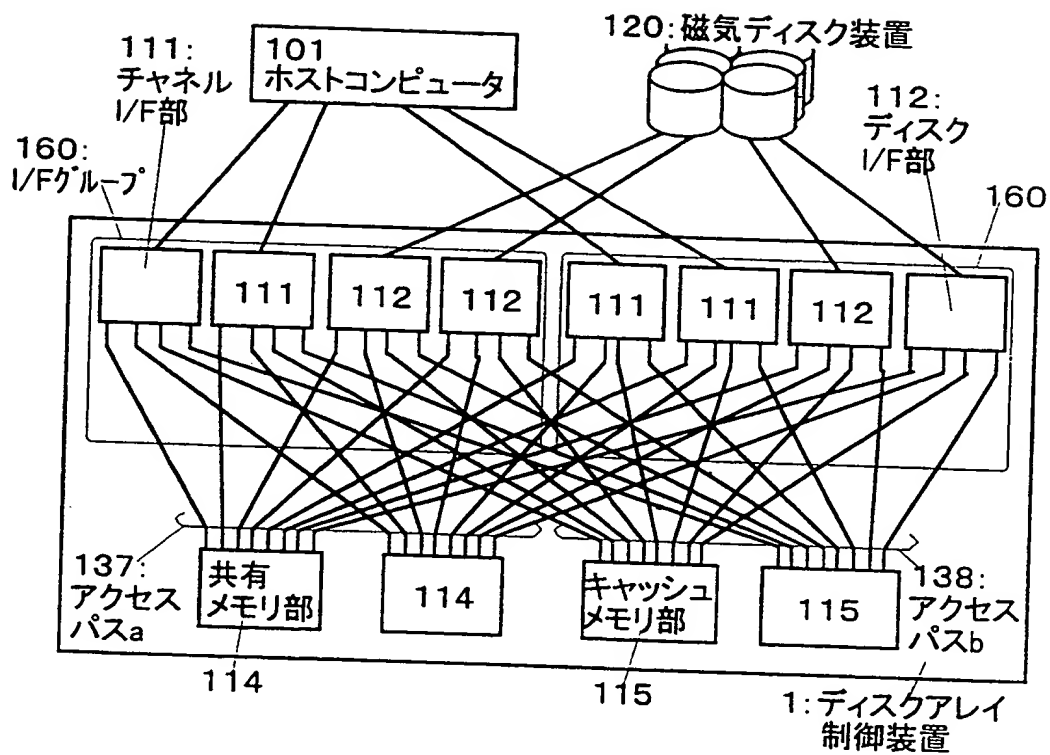 120:磁気ディスク装置
101
ホストコンピュータ
111:
チャネル
I/F部
112:
ディスク
I/F部
160:
I/Fグループ
160
111
112
112
111
111
112
137:
アクセス
パスa
共有
メモリ部
114
キャッシュ
メモリ部
115
138:
アクセス
パスb
114
115
1:ディスクアレイ
制御装置